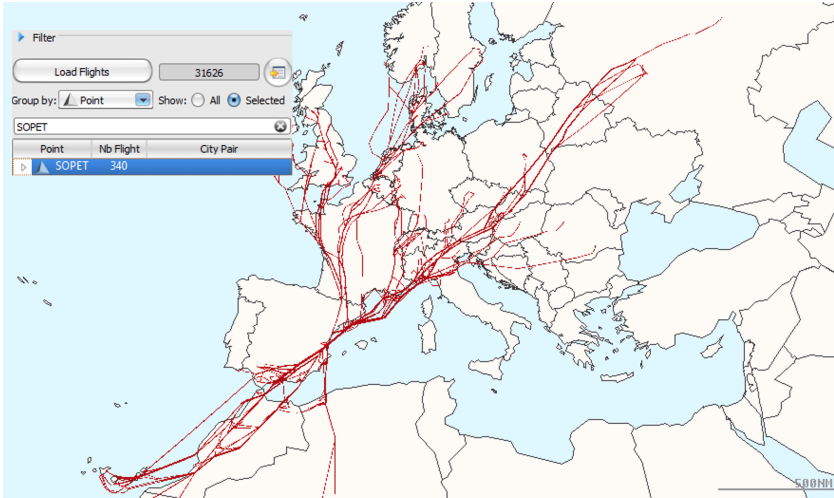 Filter
Load Flights 31626
Group by: Point Show: All Selected
SOPET
Point Nb Flight City Pair
SOPET 340
500NM